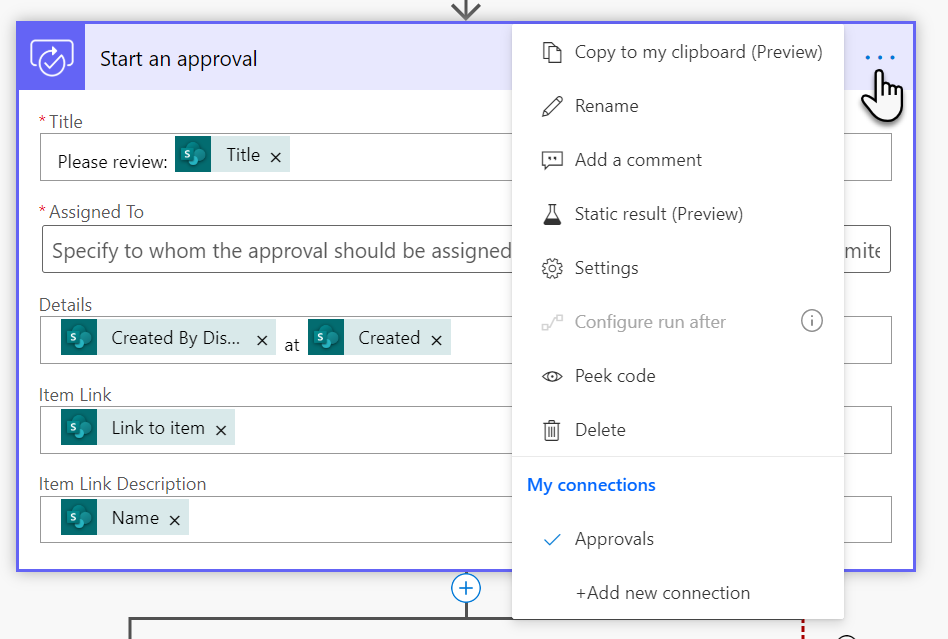 Start an approval
* Title
Please review: Title ×
* Assigned To
Specify to whom the approval should be assigned
Details
Created By Dis... × at Created ×
Item Link
Link to item ×
Item Link Description
Name ×
Copy to my clipboard (Preview)
Rename
Add a comment
Static result (Preview)
Settings
Configure run after
Peek code
Delete
My connections
Approvals
+Add new connection